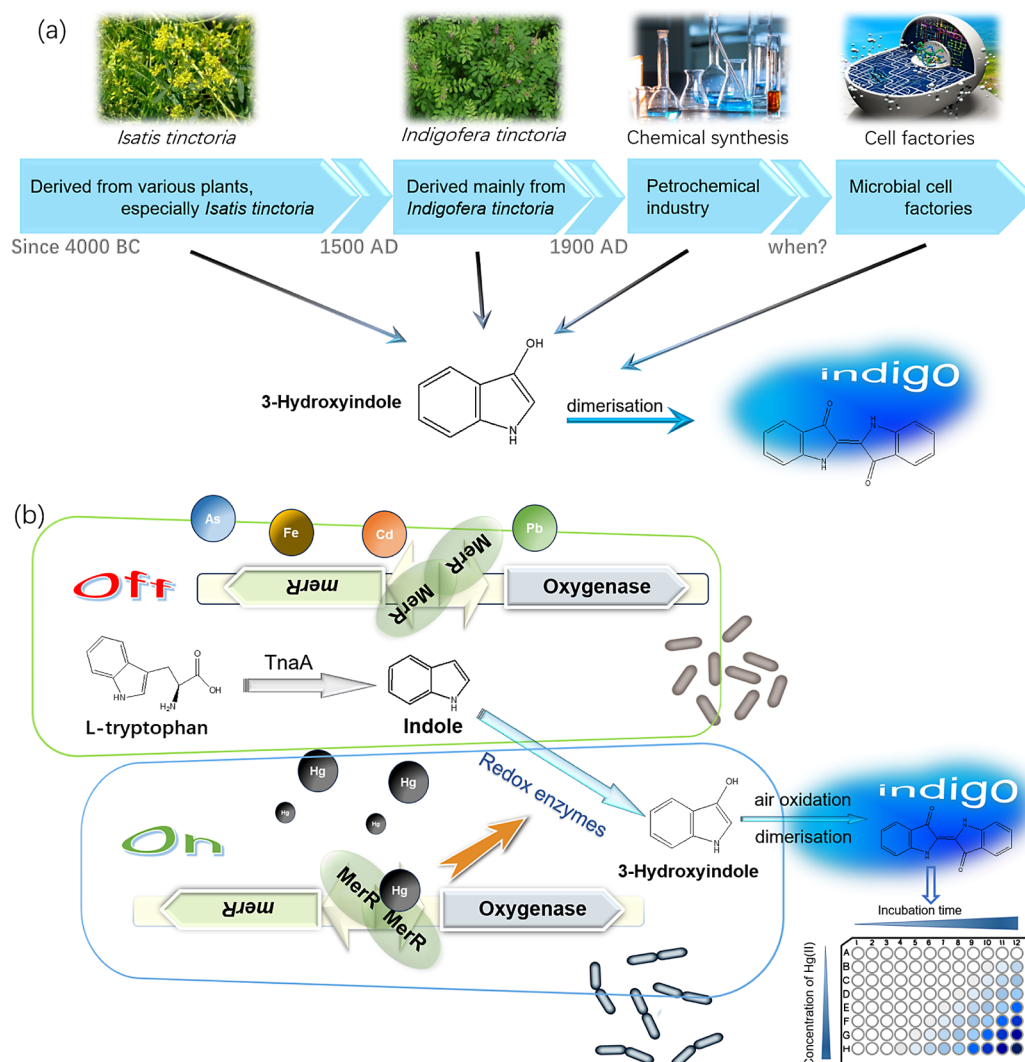 (a)
Isatis tinctoria
Indigofera tinctoria
Chemical synthesis
Cell factories
Derived from various plants,
especially Isatis tinctoria
Derived mainly from
Indigofera tinctoria
Petrochemical
industry
Microbial cell
factories
Since 4000 BC
1500 AD
1900 AD
when?
OH
3-Hydroxyindole
N
H
dimerisation
indigo
O
H
N
N
H
O
(b)
As
Fe
Cd
Pb
Off
merR
MerR
MerR
Oxygenase
TnaA
O
OH
NH
H₂N
L-tryptophan
N
H
Indole
Redox enzymes
Hg
Hg
Hg
Hg
On
merR
MerR
MerR
Hg
Oxygenase
OH
N
H
3-Hydroxyindole
air oxidation
dimerisation
indigo
O
H
N
N
H
O
Incubation time
Concentration of Hg(II)
1 2 3 4 5 6 7 8 9 10 11 12
A
B
C
D
E
F
G
H